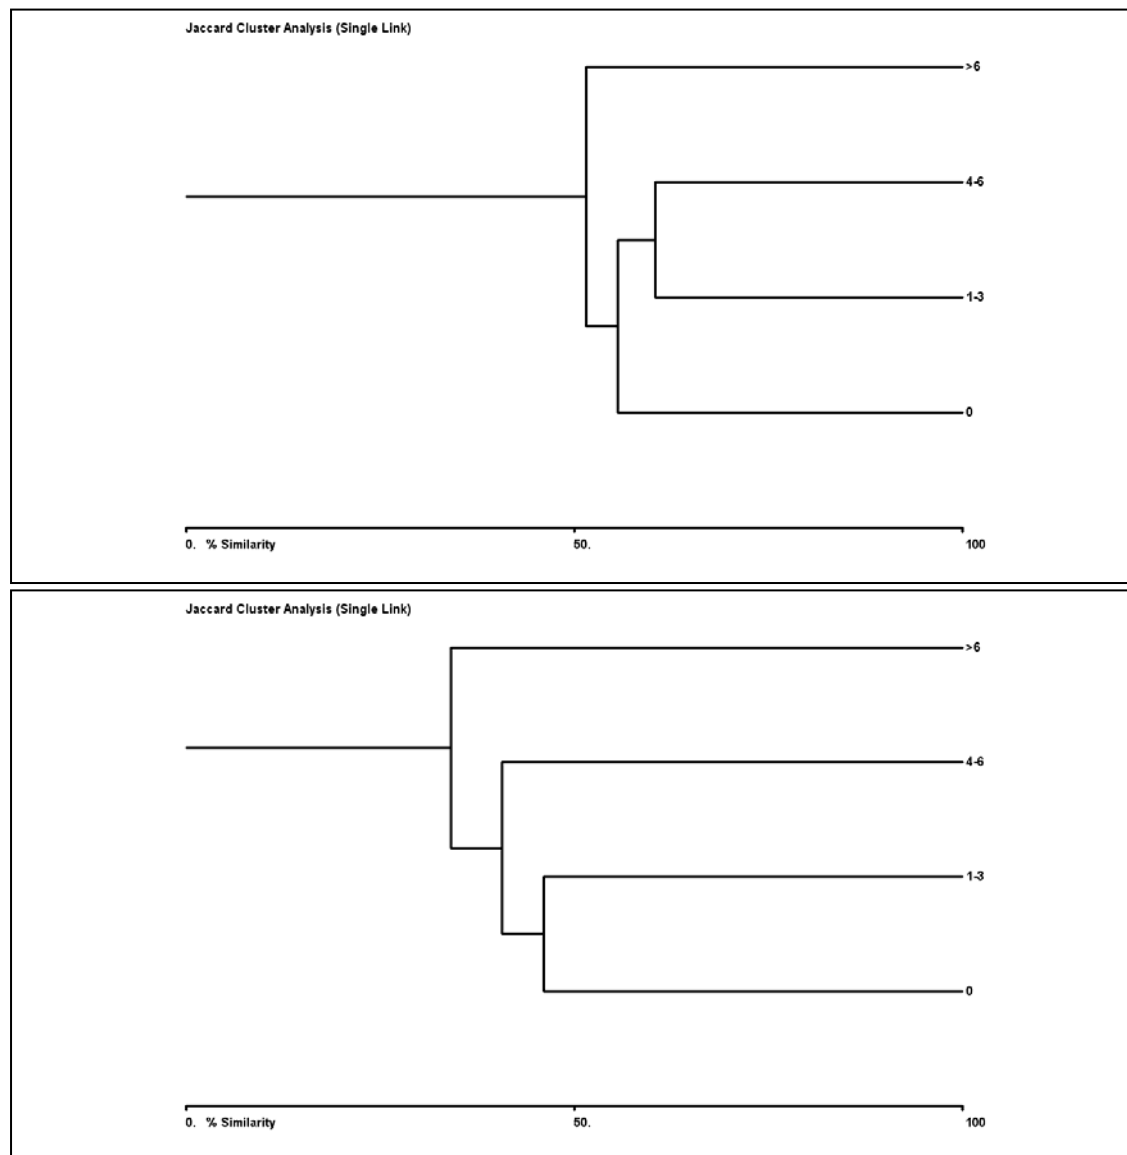 Jaccard Cluster Analysis (Single Link)
>6
4-6
1-3
0
0. % Similarity 50. 100
Jaccard Cluster Analysis (Single Link)
>6
4-6
1-3
0
0. % Similarity 50. 100